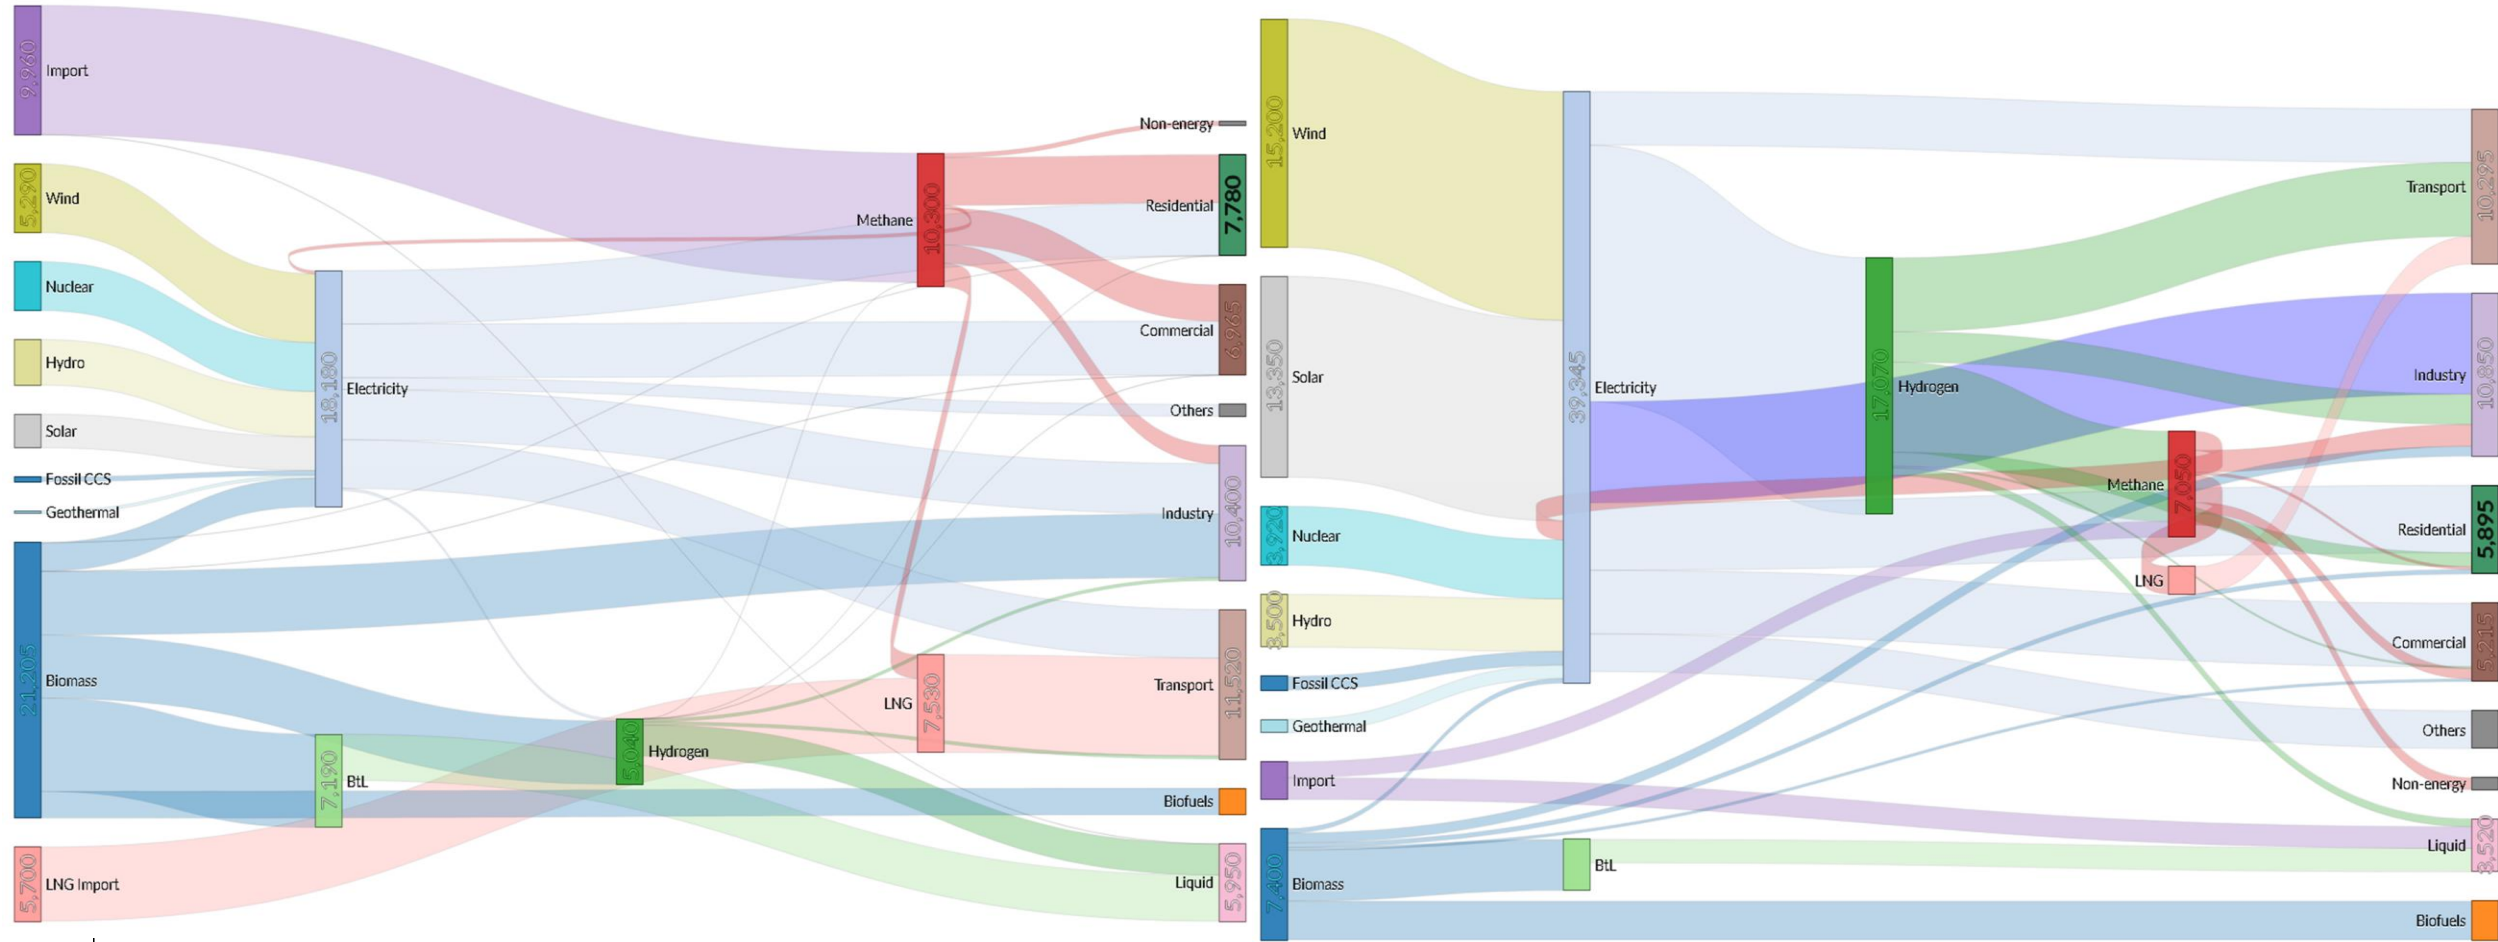 9,960
Import
5,290
Wind
Nuclear
Hydro
Solar
Fossil CCS
Geothermal
21,205
Biomass
5,700
LNG Import
18,180
Electricity
7,190
BtL
5,040
Hydrogen
Methane
10,300
LNG
7,530
Non-energy
Residential
7,780
Commercial
6,965
Others
Industry
10,400
Transport
11,520
Biofuels
Liquid
5,950
15,200
Wind
13,350
Solar
3,920
Nuclear
3,500
Hydro
Fossil CCS
Geothermal
Import
7,400
Biomass
39,345
Electricity
BtL
17,070
Hydrogen
Methane
7,050
LNG
Transport
10,295
Industry
10,850
Residential
5,895
Commercial
5,215
Others
Non-energy
Liquid
3,520
Biofuels